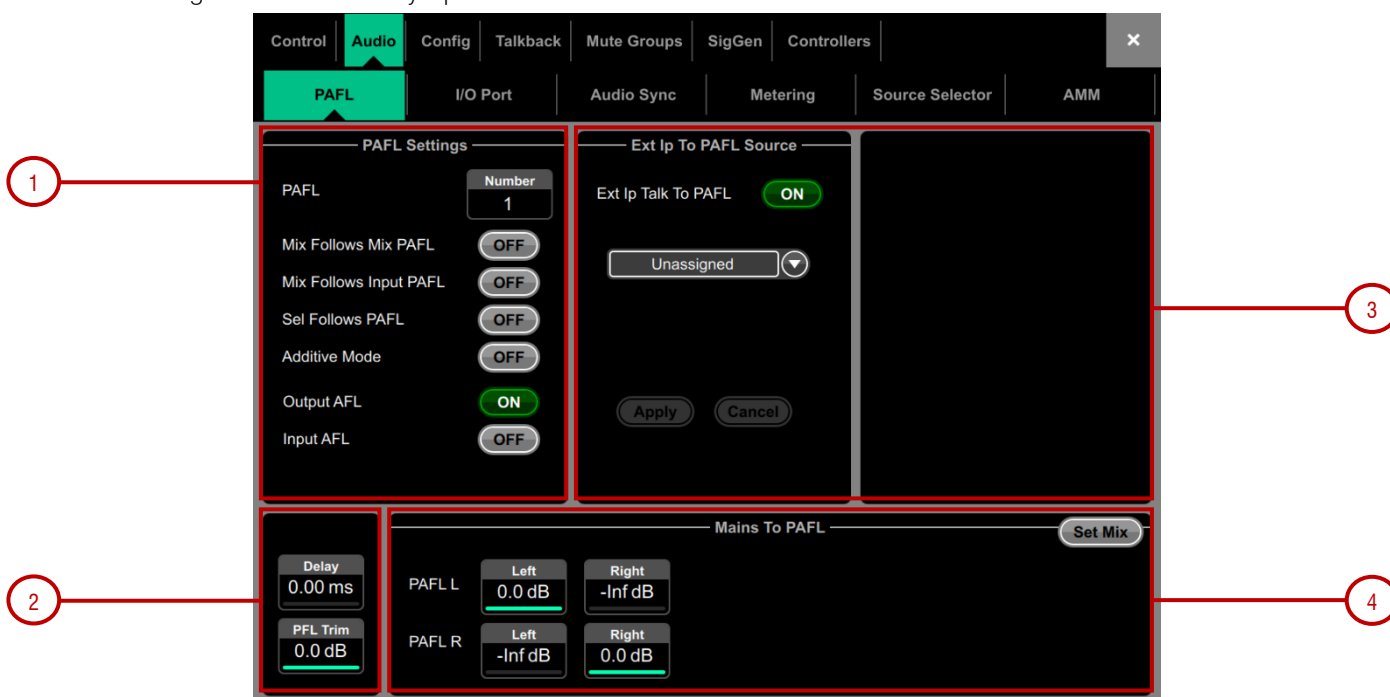 Control Audio Config Talkback Mute Groups SigGen Controllers ×
PAFL I/O Port Audio Sync Metering Source Selector AMM
PAFL Settings
PAFL
Number
1
Mix Follows Mix PAFL OFF
Mix Follows Input PAFL OFF
Sel Follows PAFL OFF
Additive Mode OFF
Output AFL ON
Input AFL OFF
Ext Ip To PAFL Source
Ext Ip Talk To PAFL ON
Unassigned
Apply Cancel
Delay
0.00 ms
PFL Trim
0.0 dB
Mains To PAFL
Set Mix
PAFL L
Left
0.0 dB
Right
-Inf dB
PAFL R
Left
-Inf dB
Right
0.0 dB
1
2
3
4